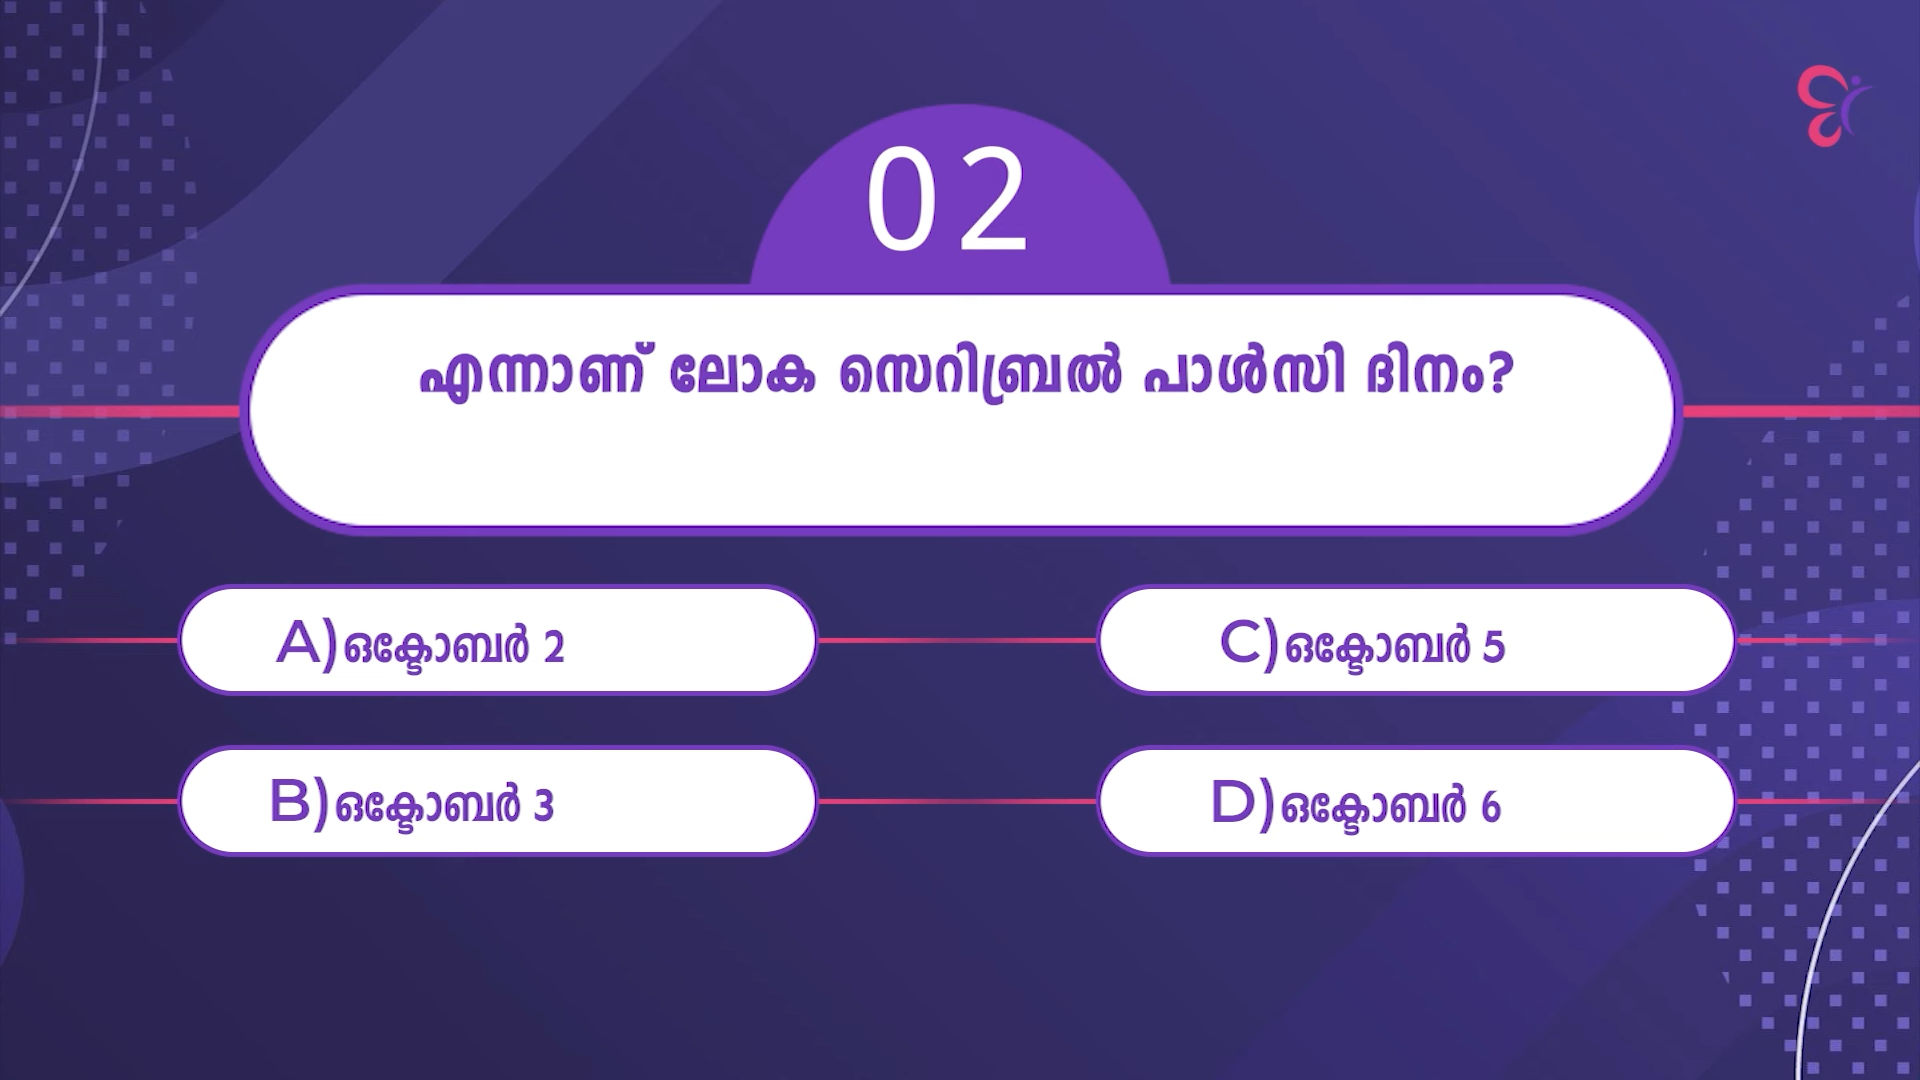 02
എന്നാണ് ലോക സെറിബ്രൽ പാൾസി ദിനം?
A)ഒക്ടോബർ 2
C)ഒക്ടോബർ 5
B)ഒക്ടോബർ 3
D)ഒക്ടോബർ 6